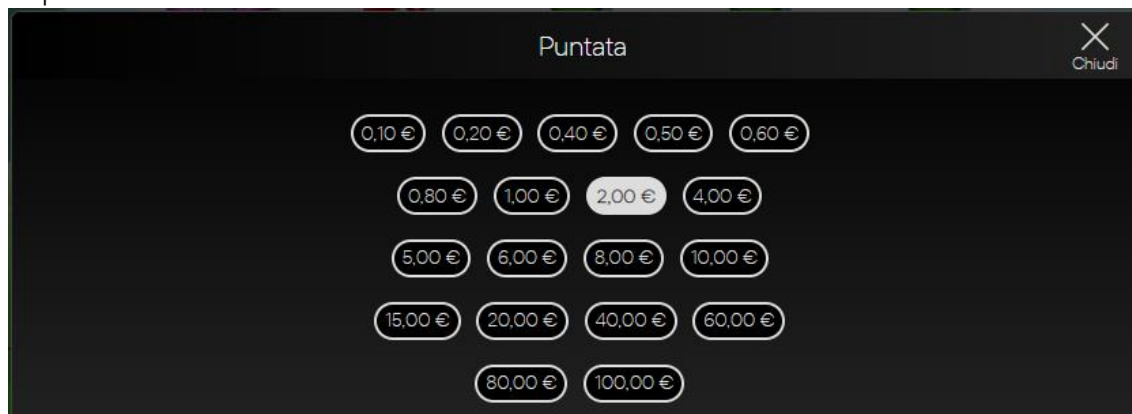 Puntata
Chiudi
0,10 € 0,20 € 0,40 € 0,50 € 0,60 €
0,80 € 1,00 € 2,00 € 4,00 €
5,00 € 6,00 € 8,00 € 10,00 €
15,00 € 20,00 € 40,00 € 60,00 €
80,00 € 100,00 €